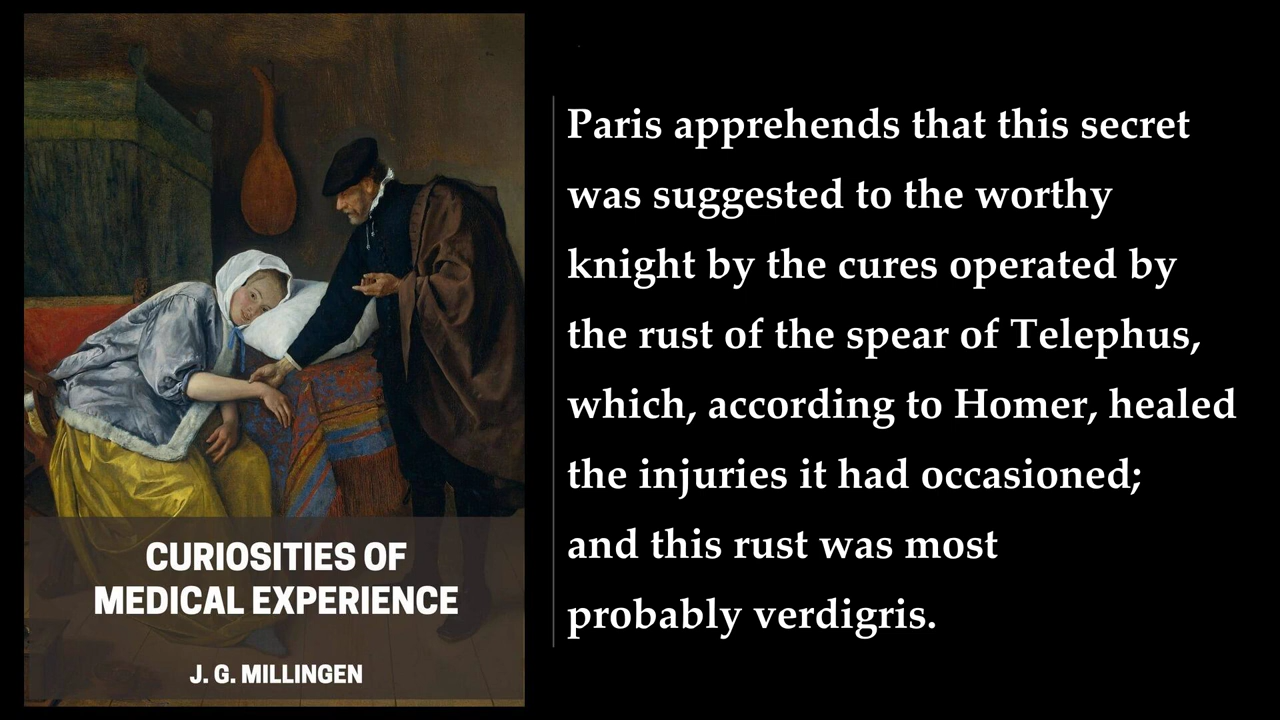 CURIOSITIES OF
MEDICAL EXPERIENCE
J. G. MILLINGEN
Paris apprehends that this secret
was suggested to the worthy
knight by the cures operated by
the rust of the spear of Telephus,
which, according to Homer, healed
the injuries it had occasioned;
and this rust was most
probably verdigris.